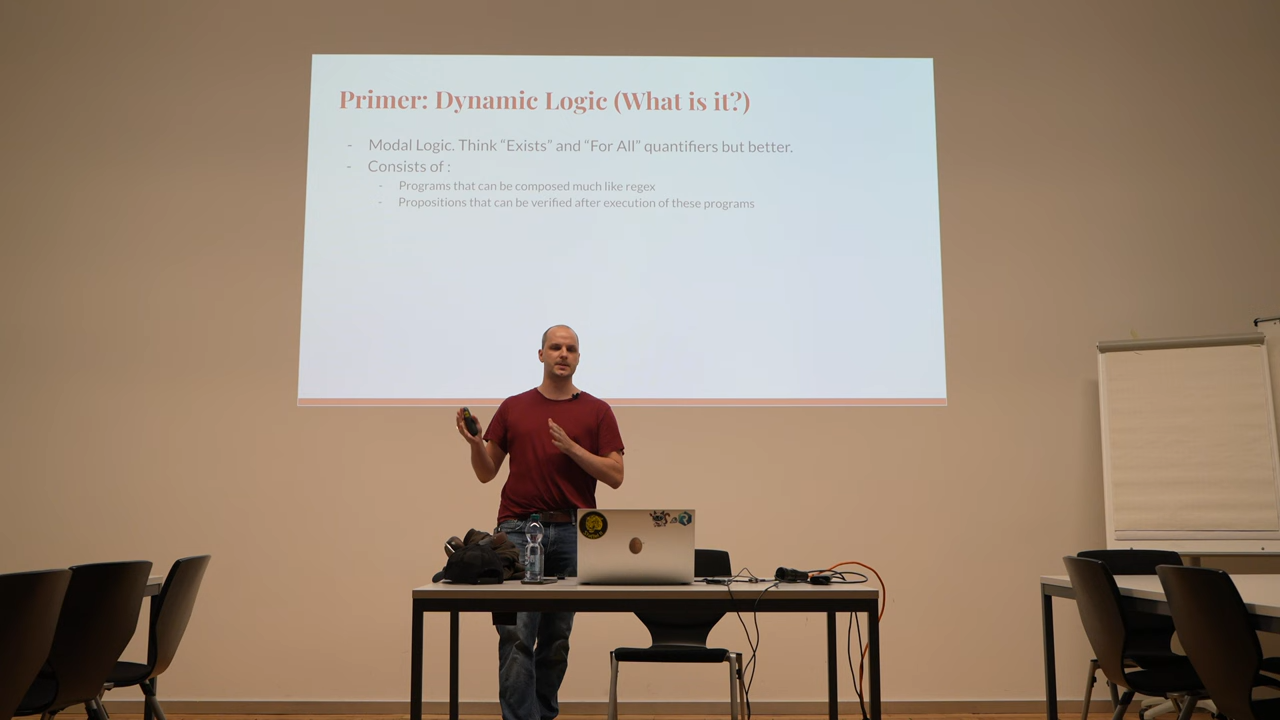 Primer: Dynamic Logic (What is it?)
- Modal Logic. Think “Exists” and “For All” quantifiers but better.
- Consists of :
- Programs that can be composed much like regex
- Propositions that can be verified after execution of these programs